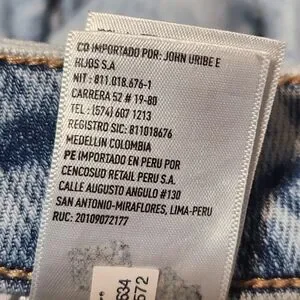 CO IMPORTADO POR: JOHN URIBE E
HIJOS S.A
NIT : 811.018.676-1
CARRERA 52 # 19-80
TEL : (574) 607 1213
REGISTRO SIC: 811018676
MEDELLIN COLOMBIA
PE IMPORTADO EN PERU POR
CENCOSUD RETAIL PERU S.A.
CALLE AUGUSTO ANGULO #130
SAN ANTONIO-MIRAFLORES, LIMA-PERU
RUC: 20109072177
634
572